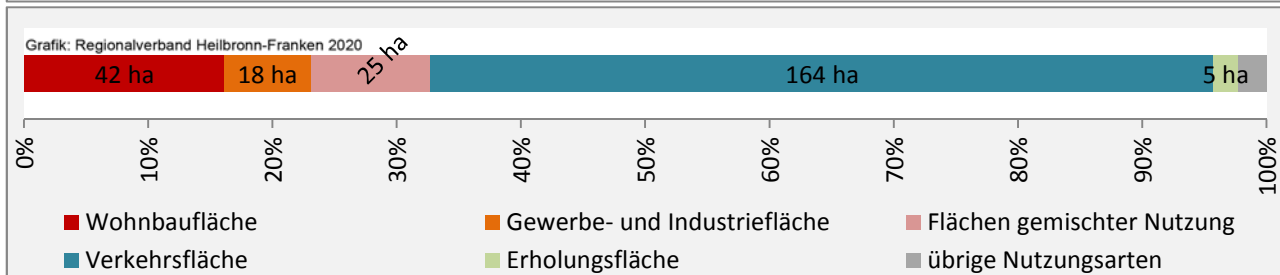 Grafik: Regionalverband Heilbronn-Franken 2020
42 ha 18 ha 25 ha 164 ha 5 ha
0% 10% 20% 30% 40% 50% 60% 70% 80% 90% 100%
Wohnbaufläche Gewerbe- und Industriefläche Flächen gemischter Nutzung
Verkehrsfläche Erholungsfläche übrige Nutzungsarten